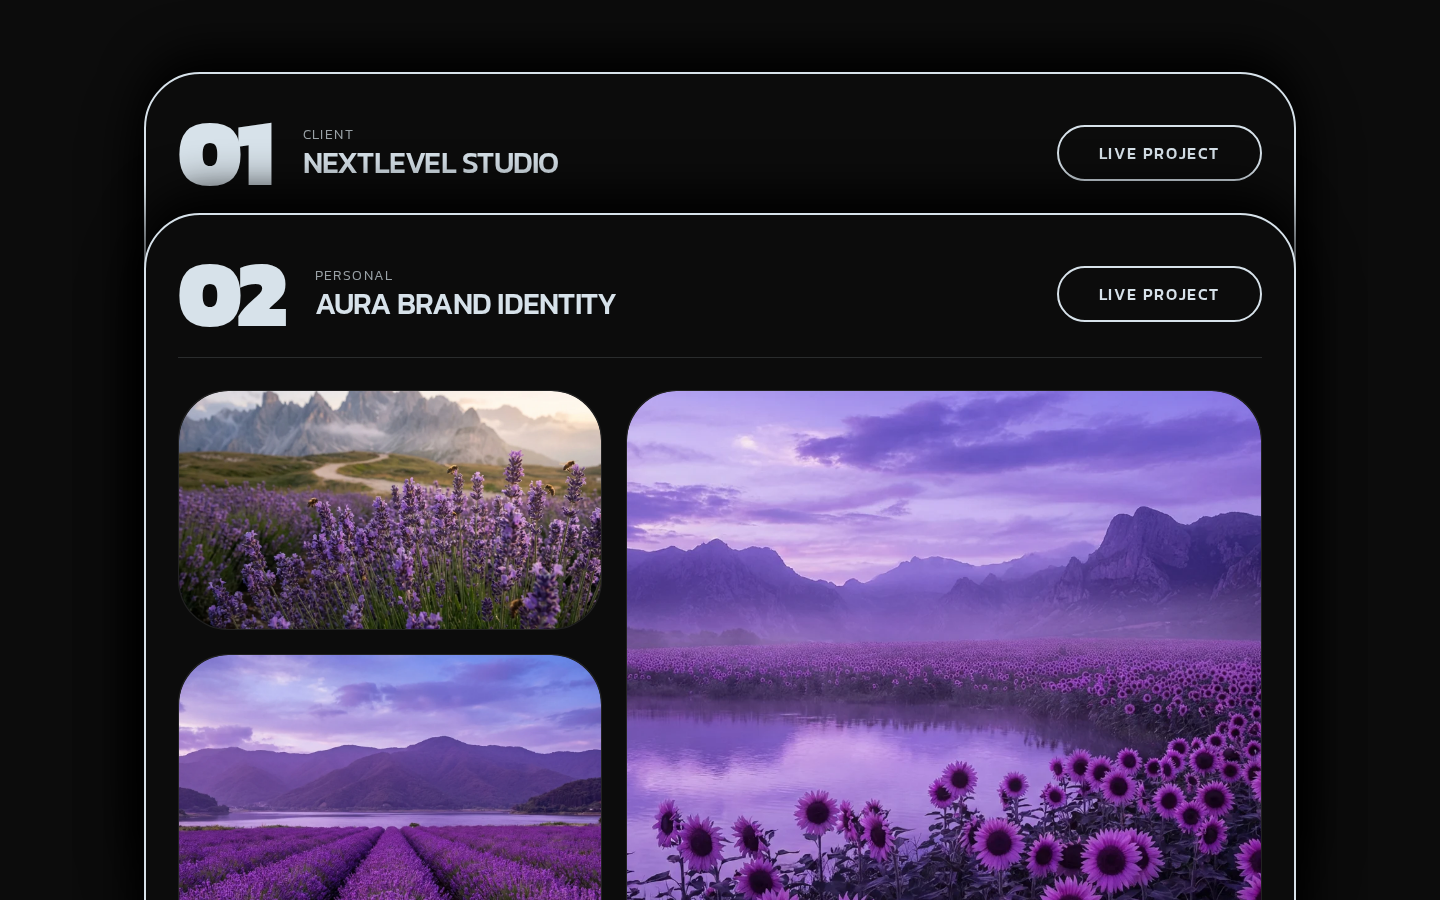 01
CLIENT
NEXTLEVEL STUDIO
LIVE PROJECT
02
PERSONAL
AURA BRAND IDENTITY
LIVE PROJECT